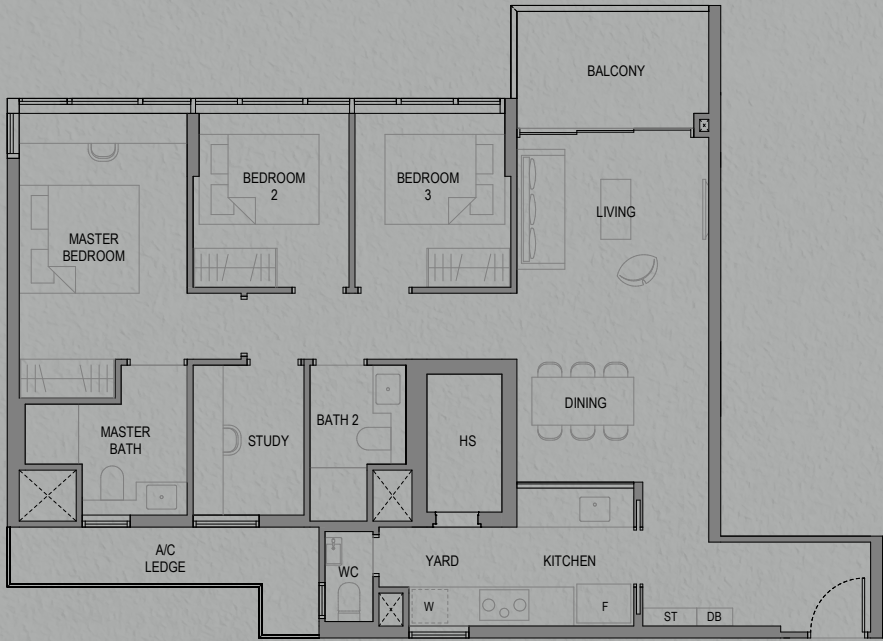 BALCONY
BEDROOM
2
BEDROOM
3
LIVING
MASTER
BEDROOM
DINING
BATH 2
MASTER
BATH
STUDY
HS
A/C
LEDGE
WC
YARD
KITCHEN
W
F
ST
DB